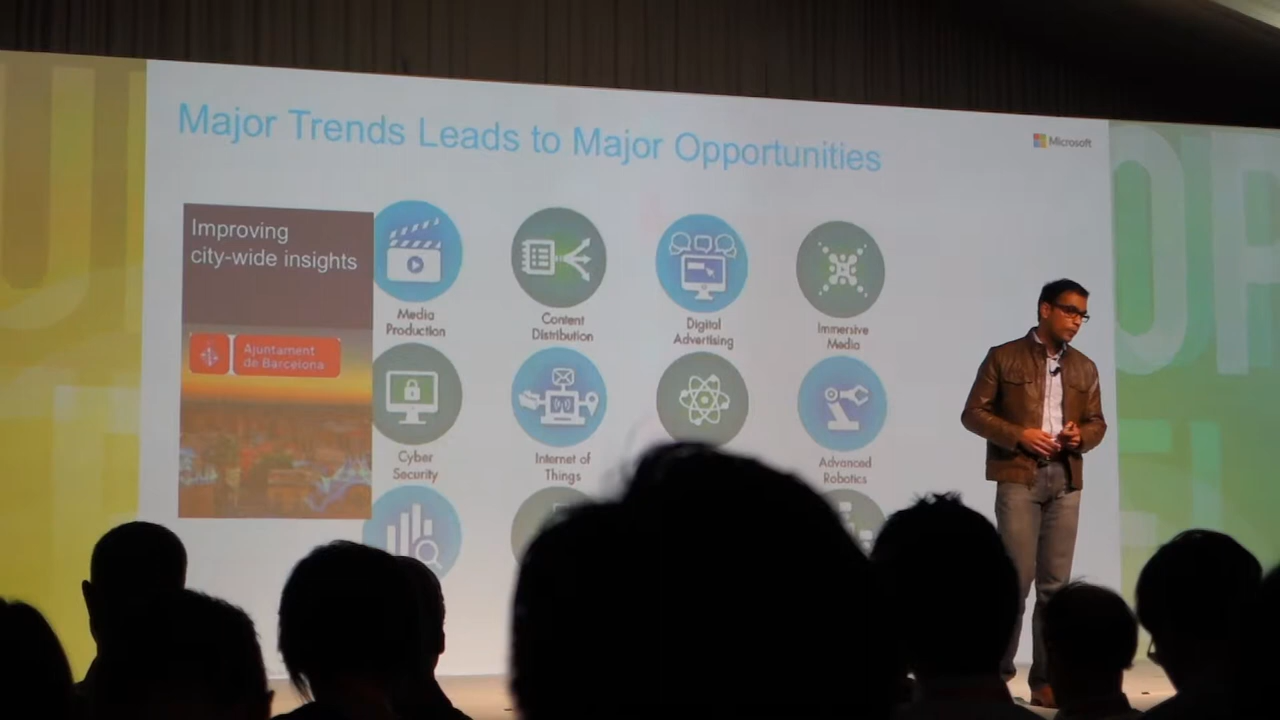 Major Trends Leads to Major Opportunities
Microsoft
Improving
city-wide insights
Ajuntament
de Barcelona
Media
Production
Content
Distribution
Digital
Advertising
Immersive
Media
Cyber
Security
Internet of
Things
Advanced
Robotics